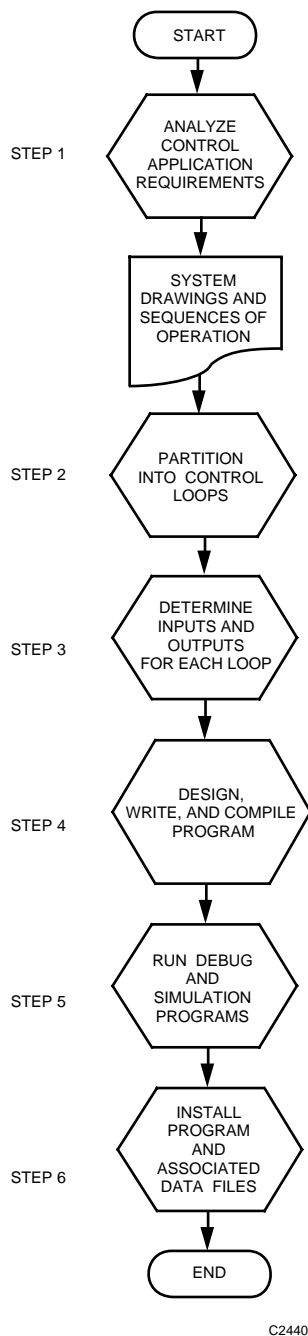 START
STEP 1
ANALYZE
CONTROL
APPLICATION
REQUIREMENTS
SYSTEM
DRAWINGS AND
SEQUENCES OF
OPERATION
STEP 2
PARTITION
INTO CONTROL
LOOPS
STEP 3
DETERMINE
INPUTS AND
OUTPUTS
FOR EACH LOOP
STEP 4
DESIGN,
WRITE, AND COMPILE
PROGRAM
STEP 5
RUN DEBUG
AND
SIMULATION
PROGRAMS
STEP 6
INSTALL
PROGRAM
AND
ASSOCIATED
DATA FILES
END
C2440